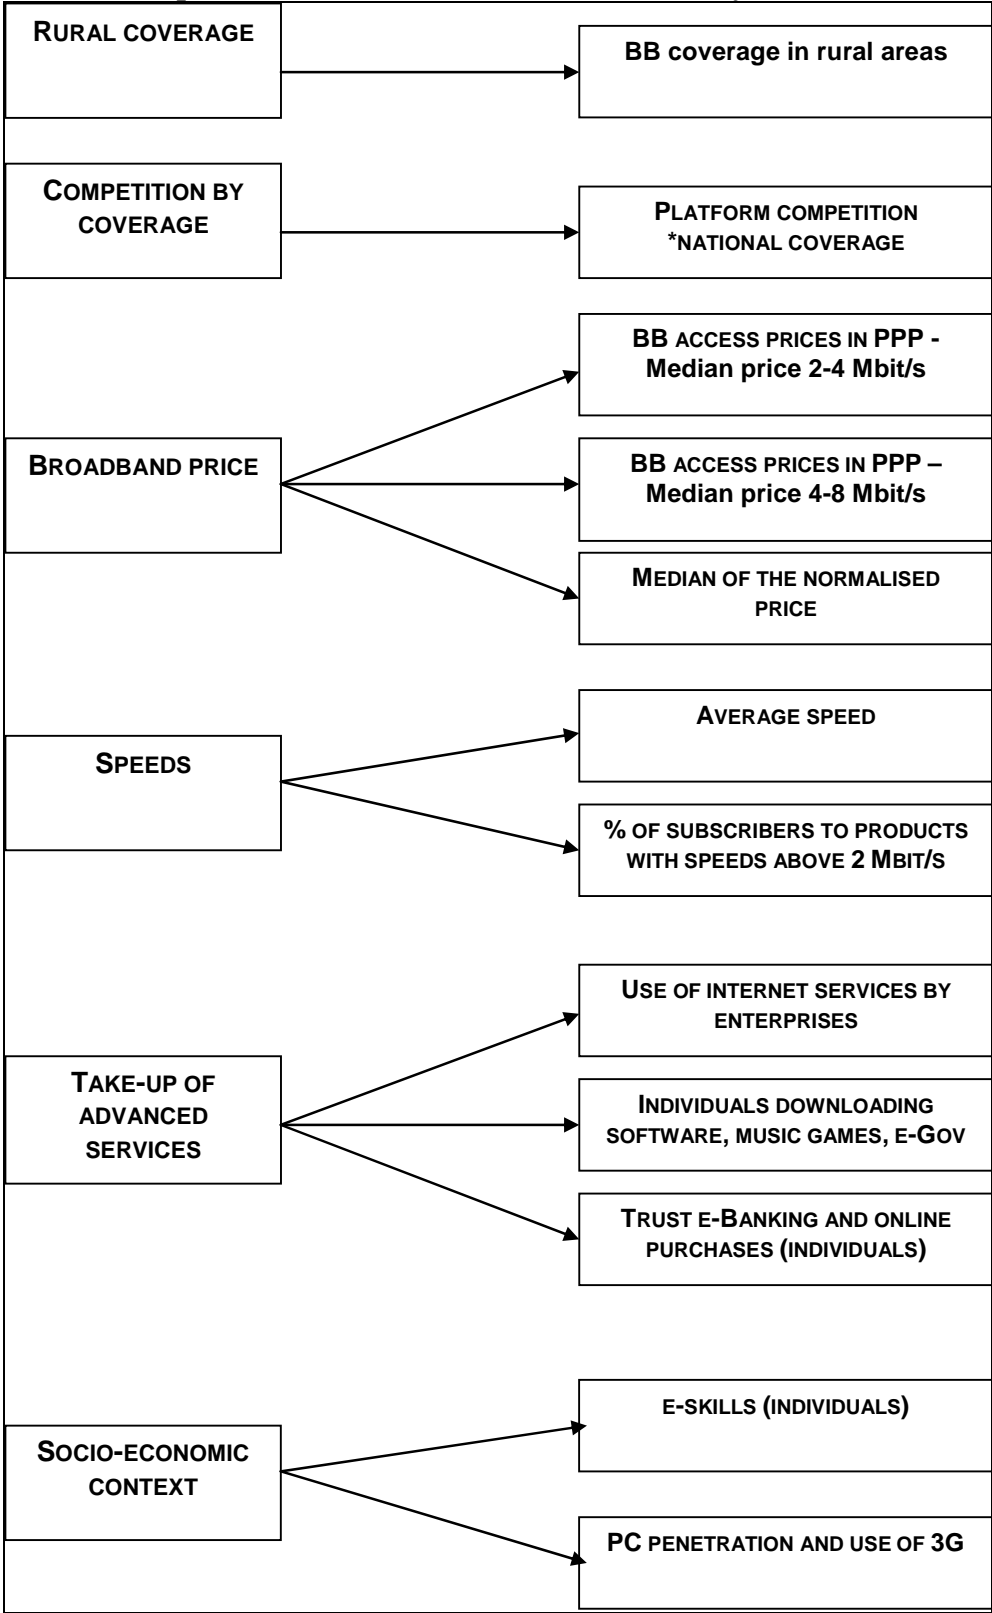 RURAL COVERAGE
BB coverage in rural areas
COMPETITION BY
COVERAGE
PLATFORM COMPETITION
*NATIONAL COVERAGE
BROADBAND PRICE
BB ACCESS PRICES IN PPP -
Median price 2-4 Mbit/s
BB ACCESS PRICES IN PPP –
Median price 4-8 Mbit/s
MEDIAN OF THE NORMALISED
PRICE
SPEEDS
AVERAGE SPEED
% OF SUBSCRIBERS TO PRODUCTS
WITH SPEEDS ABOVE 2 MBIT/S
TAKE-UP OF
ADVANCED
SERVICES
USE OF INTERNET SERVICES BY
ENTERPRISES
INDIVIDUALS DOWNLOADING
SOFTWARE, MUSIC GAMES, E-GOV
TRUST E-BANKING AND ONLINE
PURCHASES (INDIVIDUALS)
SOCIO-ECONOMIC
CONTEXT
E-SKILLS (INDIVIDUALS)
PC PENETRATION AND USE OF 3G